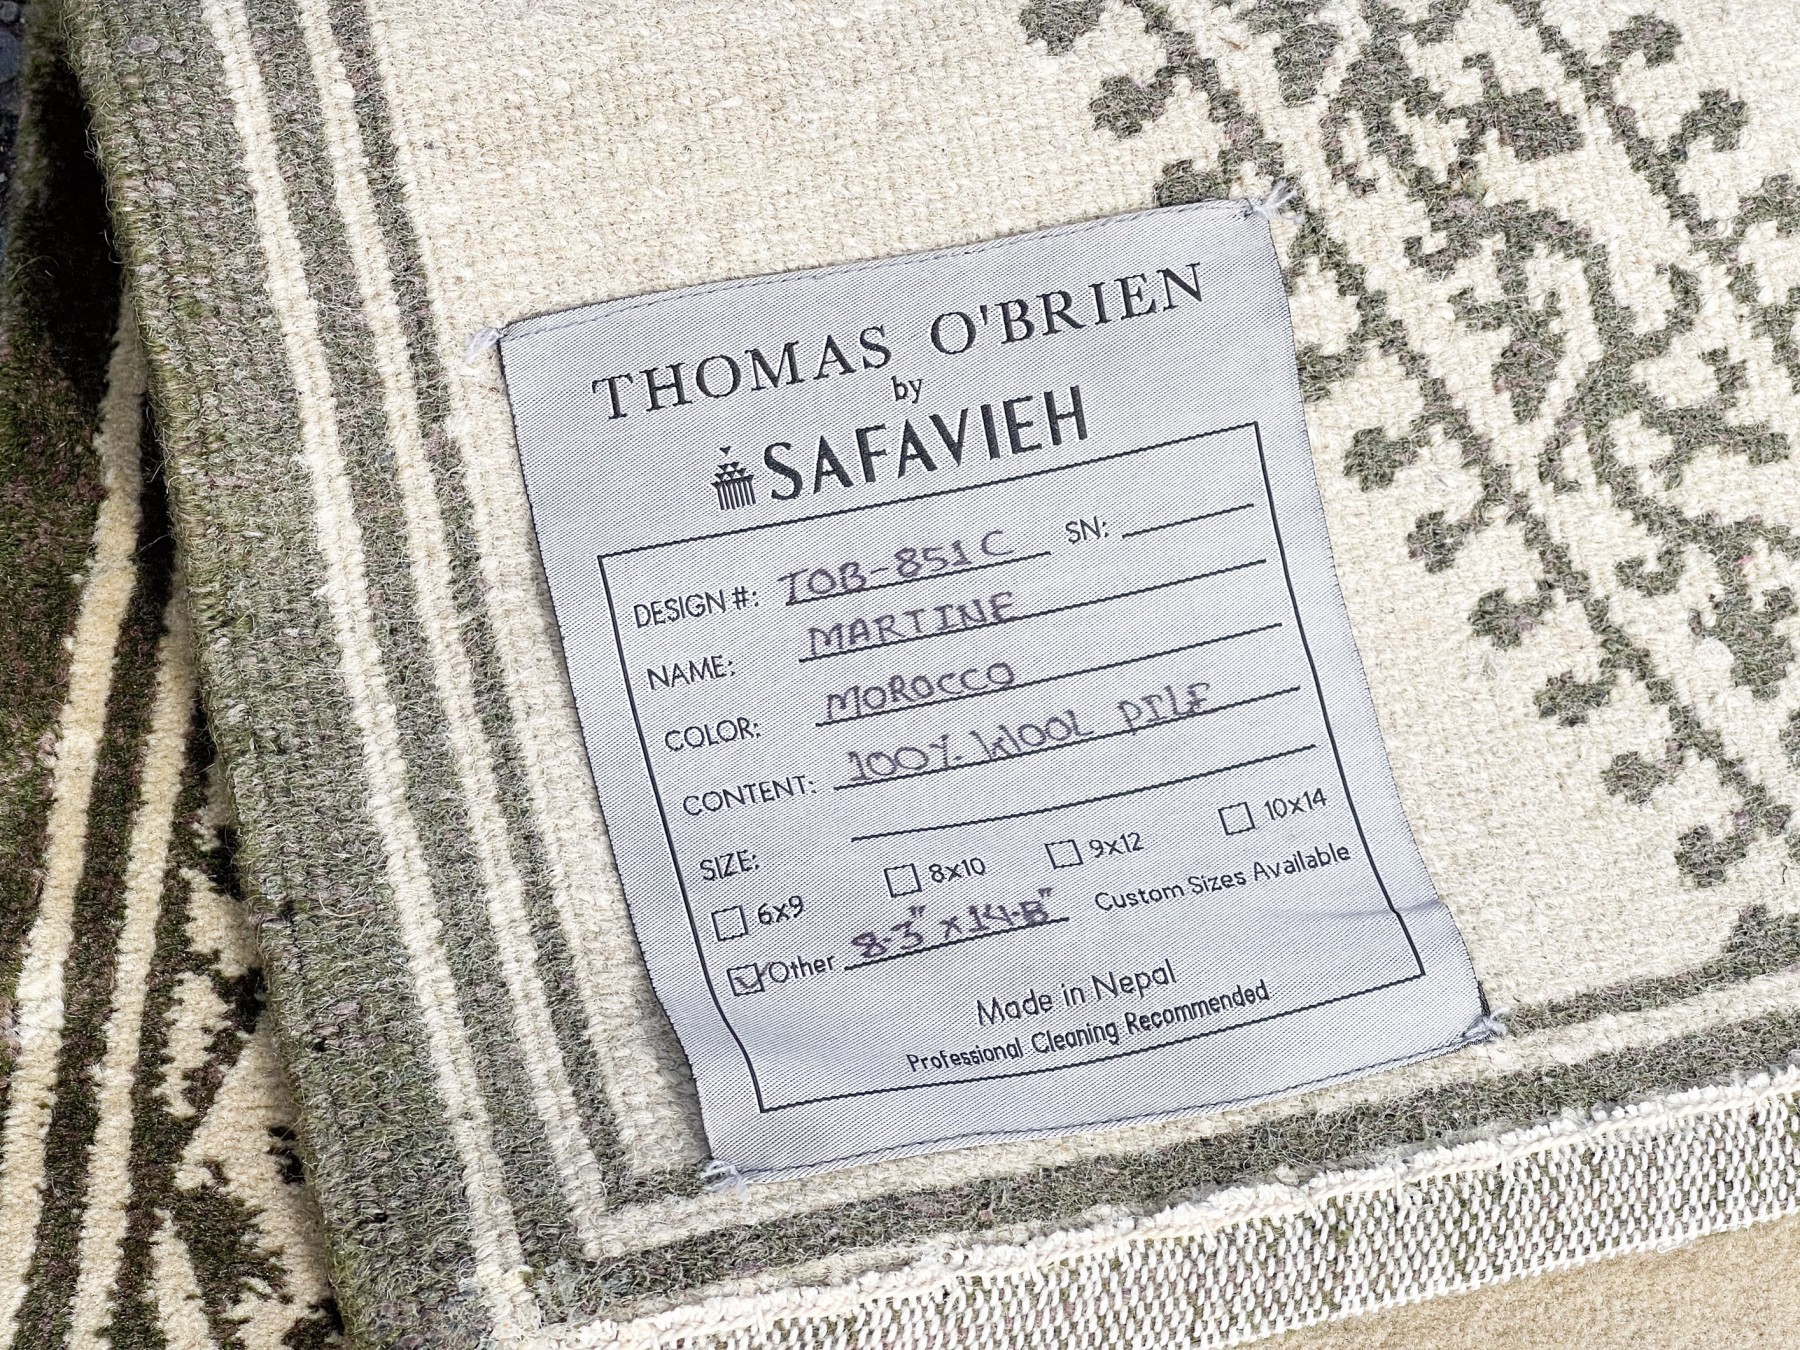 THOMAS O'BRIEN
by
SAFAVIEH
DESIGN #: TOB-851C SN:
NAME: MARTINE
COLOR: MOROCCO
CONTENT: 100% WOOL PILE
SIZE:
6x9 8x10 9x12 10x14
Other 8-3" x 14-8" Custom Sizes Available
Made in Nepal
Professional Cleaning Recommended